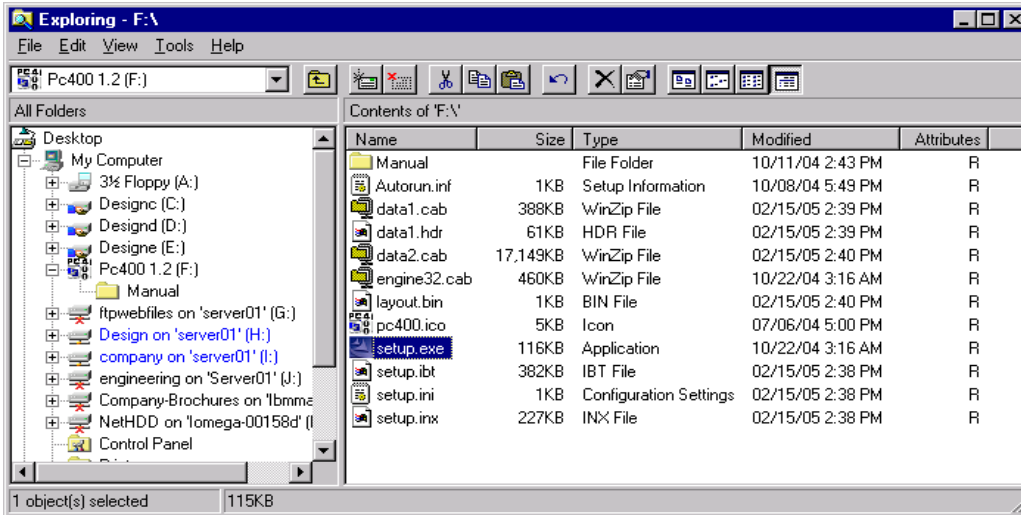 Exploring - F:\
File Edit View Tools Help
Pc400 1.2 (F:)
All Folders
Contents of 'F:\'
Desktop
My Computer
3½ Floppy (A:)
Designc (C:)
Designd (D:)
Designe (E:)
Pc400 1.2 (F:)
Manual
ftpwebfiles on 'server01' (G:)
Design on 'server01' (H:)
company on 'server01' (I:)
engineering on 'Server01' (J:)
Company-Brochures on 'Ibmma
NetHDD on 'Iomega-00158d' (
Control Panel
Name Size Type Modified Attributes
Manual File Folder 10/11/04 2:43 PM R
Autorun.inf 1KB Setup Information 10/08/04 5:49 PM R
data1.cab 388KB WinZip File 02/15/05 2:39 PM R
data1.hdr 61KB HDR File 02/15/05 2:39 PM R
data2.cab 17,149KB WinZip File 02/15/05 2:40 PM R
engine32.cab 460KB WinZip File 10/22/04 3:16 AM R
layout.bin 1KB BIN File 02/15/05 2:40 PM R
pc400.ico 5KB Icon 07/06/04 5:00 PM R
setup.exe 116KB Application 10/22/04 3:16 AM R
setup.ibt 382KB IBT File 02/15/05 2:38 PM R
setup.ini 1KB Configuration Settings 02/15/05 2:38 PM R
setup.inx 227KB INX File 02/15/05 2:38 PM R
1 object(s) selected 115KB